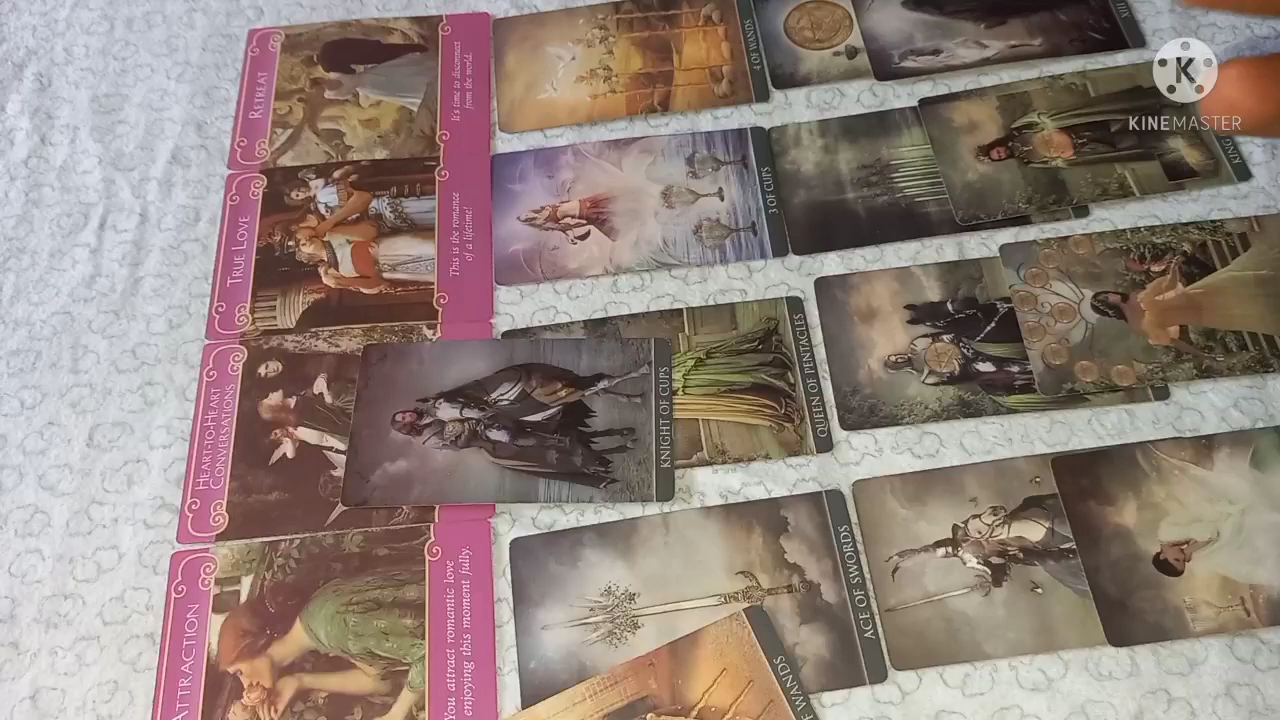 RETREAT
It's time to disconnect
from the world.
TRUE LOVE
This is the romance
of a lifetime!
HEART-TO-HEART
CONVERSATIONS
ATTRACTION
You attract romantic love
enjoying this moment fully.
4 OF WANDS
XIII
3 OF CUPS
KING
KNIGHT OF CUPS
QUEEN OF PENTACLES
ACE OF SWORDS
WANDS
K
KINEMASTER